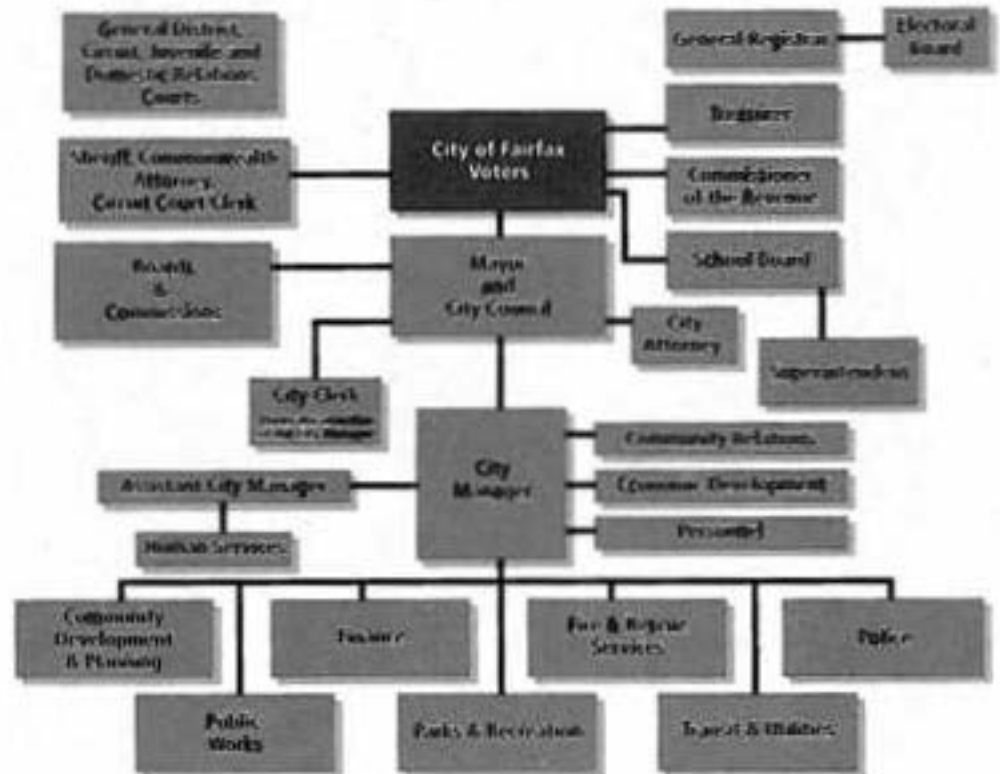 General District,
Circuit, Juvenile and
Domestic Relations
Courts
General Registrar
Electoral
Board
Treasurer
City of Fairfax
Voters
Sheriff, Commonwealth
Attorney,
Circuit Court Clerk
Commissioner
of the Revenue
School Board
Boards
&
Commissions
Mayor
and
City Council
City
Attorney
Superintendent
City Clerk
City
Manager
Community Relations
Assistant City Manager
Economic Development
Personnel
Human Services
Community
Development
& Planning
Finance
Fire & Rescue
Services
Police
Public
Works
Parks & Recreation
Transit & Utilities